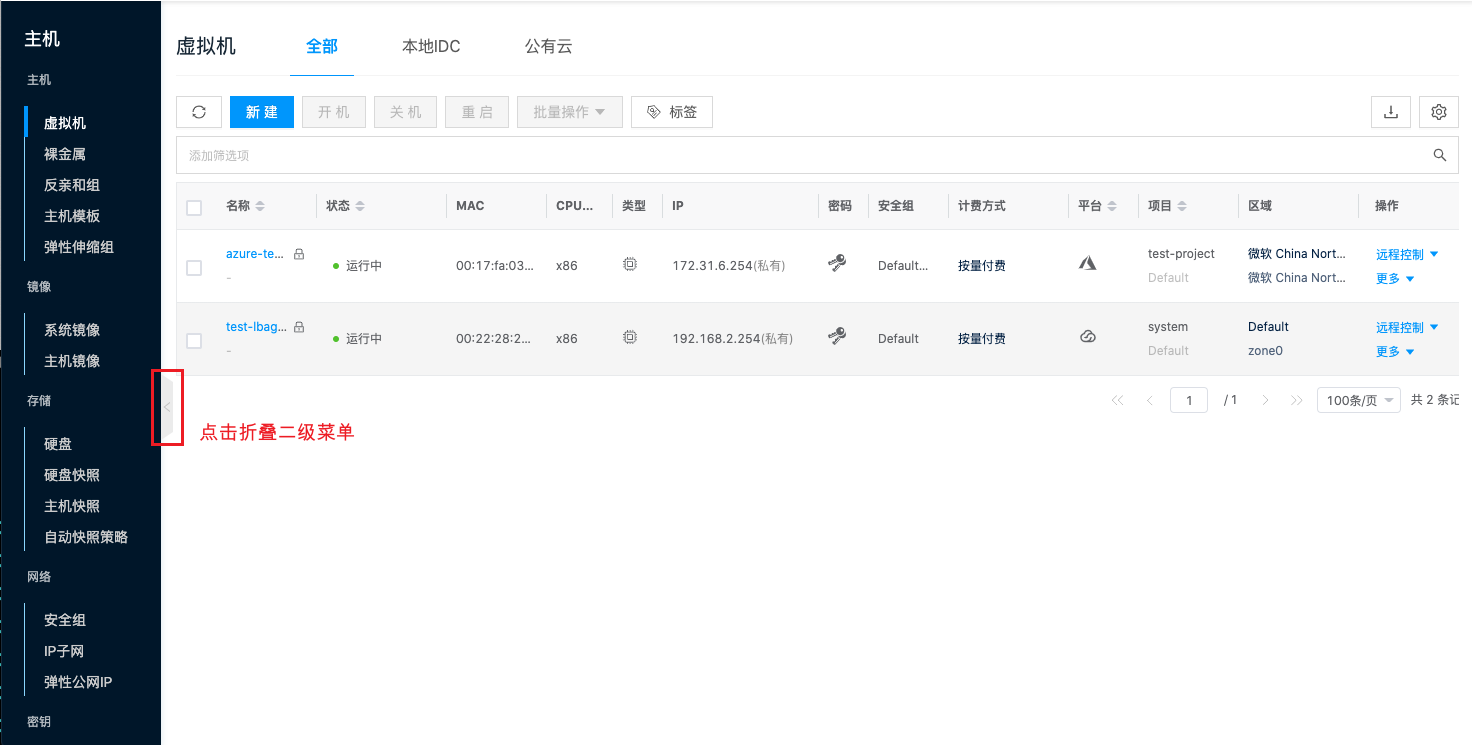 主机
主机
虚拟机
裸金属
反亲和组
主机模板
弹性伸缩组
镜像
系统镜像
主机镜像
存储
硬盘
硬盘快照
主机快照
自动快照策略
网络
安全组
IP子网
弹性公网IP
密钥
虚拟机 全部 本地IDC 公有云
新建 开机 关机 重启 批量操作 标签
添加筛选项
名称 状态 MAC CPU... 类型 IP 密码 安全组 计费方式 平台 项目 区域 操作
azure-te... 运行中 00:17:fa:03... x86 172.31.6.254(私有) Default... 按量付费 test-project 微软 China Nort... 远程控制
- Default 微软 China Nort... 更多
test-lbag... 运行中 00:22:28:2... x86 192.168.2.254(私有) Default 按量付费 system Default 远程控制
- Default zone0 更多
1 / 1 100条/页 共 2 条记
点击折叠二级菜单